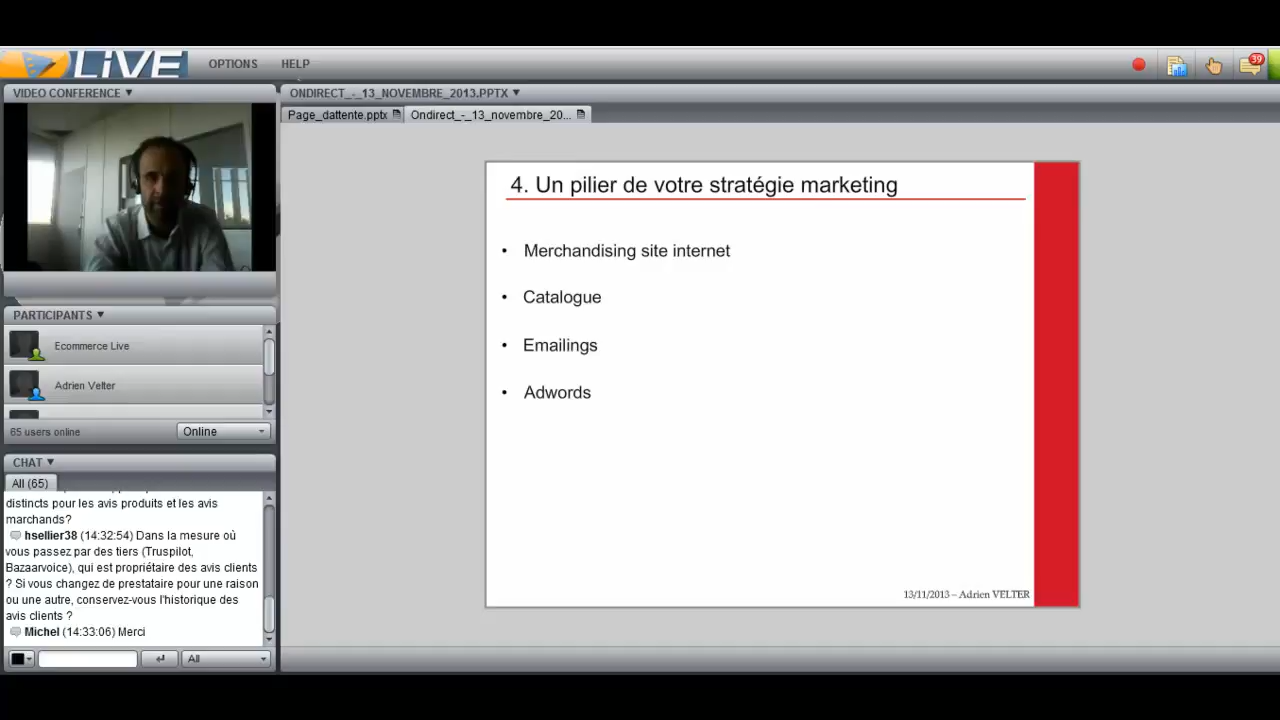 LIVE
OPTIONS
HELP
39
VIDEO CONFERENCE
ONDIRECT_-_13_NOVEMBRE_2013.PPTX
Page_dattente.pptx
Ondirect_-_13_novembre_20...
4. Un pilier de votre stratégie marketing
• Merchandising site internet
• Catalogue
• Emailings
• Adwords
13/11/2013 – Adrien VELTER
PARTICIPANTS
Ecommerce Live
Adrien Velter
65 users online
Online
CHAT
All (65)
distincts pour les avis produits et les avis
marchands?
hsellier38 (14:32:54) Dans la mesure où
vous passez par des tiers (Truspilot,
Bazaarvoice), qui est propriétaire des avis clients
? Si vous changez de prestataire pour une raison
ou une autre, conservez-vous l'historique des
avis clients ?
Michel (14:33:06) Merci
All